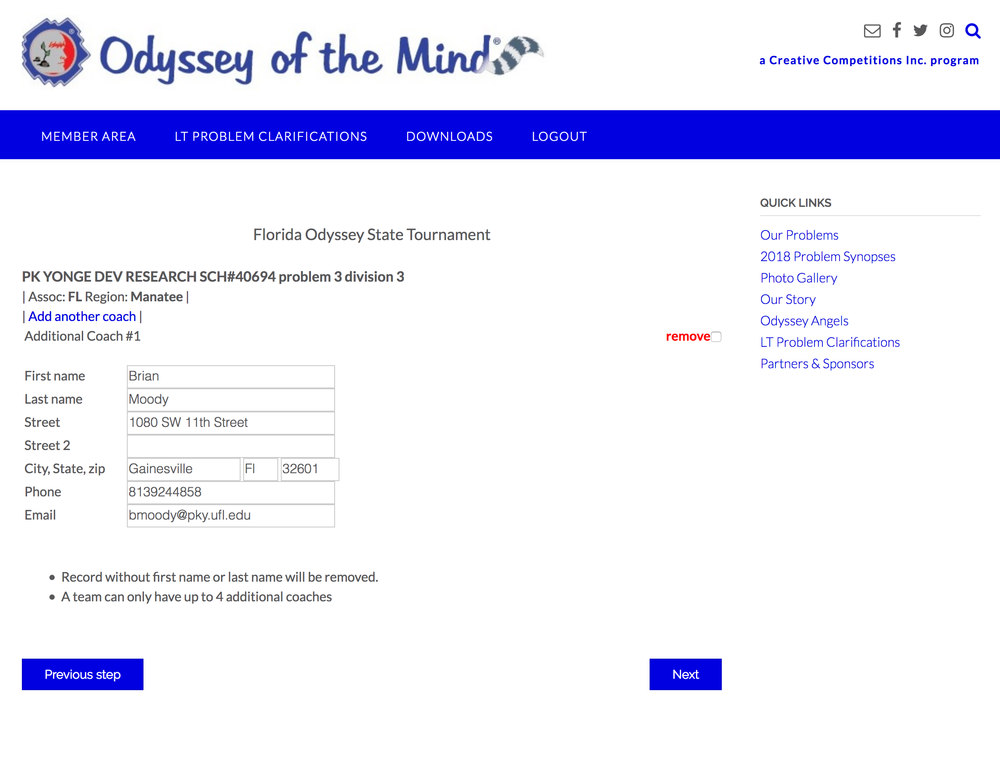 Odyssey of the Mind®
a Creative Competitions Inc. program
MEMBER AREA LT PROBLEM CLARIFICATIONS DOWNLOADS LOGOUT
Florida Odyssey State Tournament
PK YONGE DEV RESEARCH SCH#40694 problem 3 division 3
| Assoc: FL Region: Manatee |
| Add another coach |
Additional Coach #1 remove
First name Brian
Last name Moody
Street 1080 SW 11th Street
Street 2
City, State, zip Gainesville Fl 32601
Phone 8139244858
Email bmoody@pky.ufl.edu
• Record without first name or last name will be removed.
• A team can only have up to 4 additional coaches
Previous step Next
QUICK LINKS
Our Problems
2018 Problem Synopses
Photo Gallery
Our Story
Odyssey Angels
LT Problem Clarifications
Partners & Sponsors